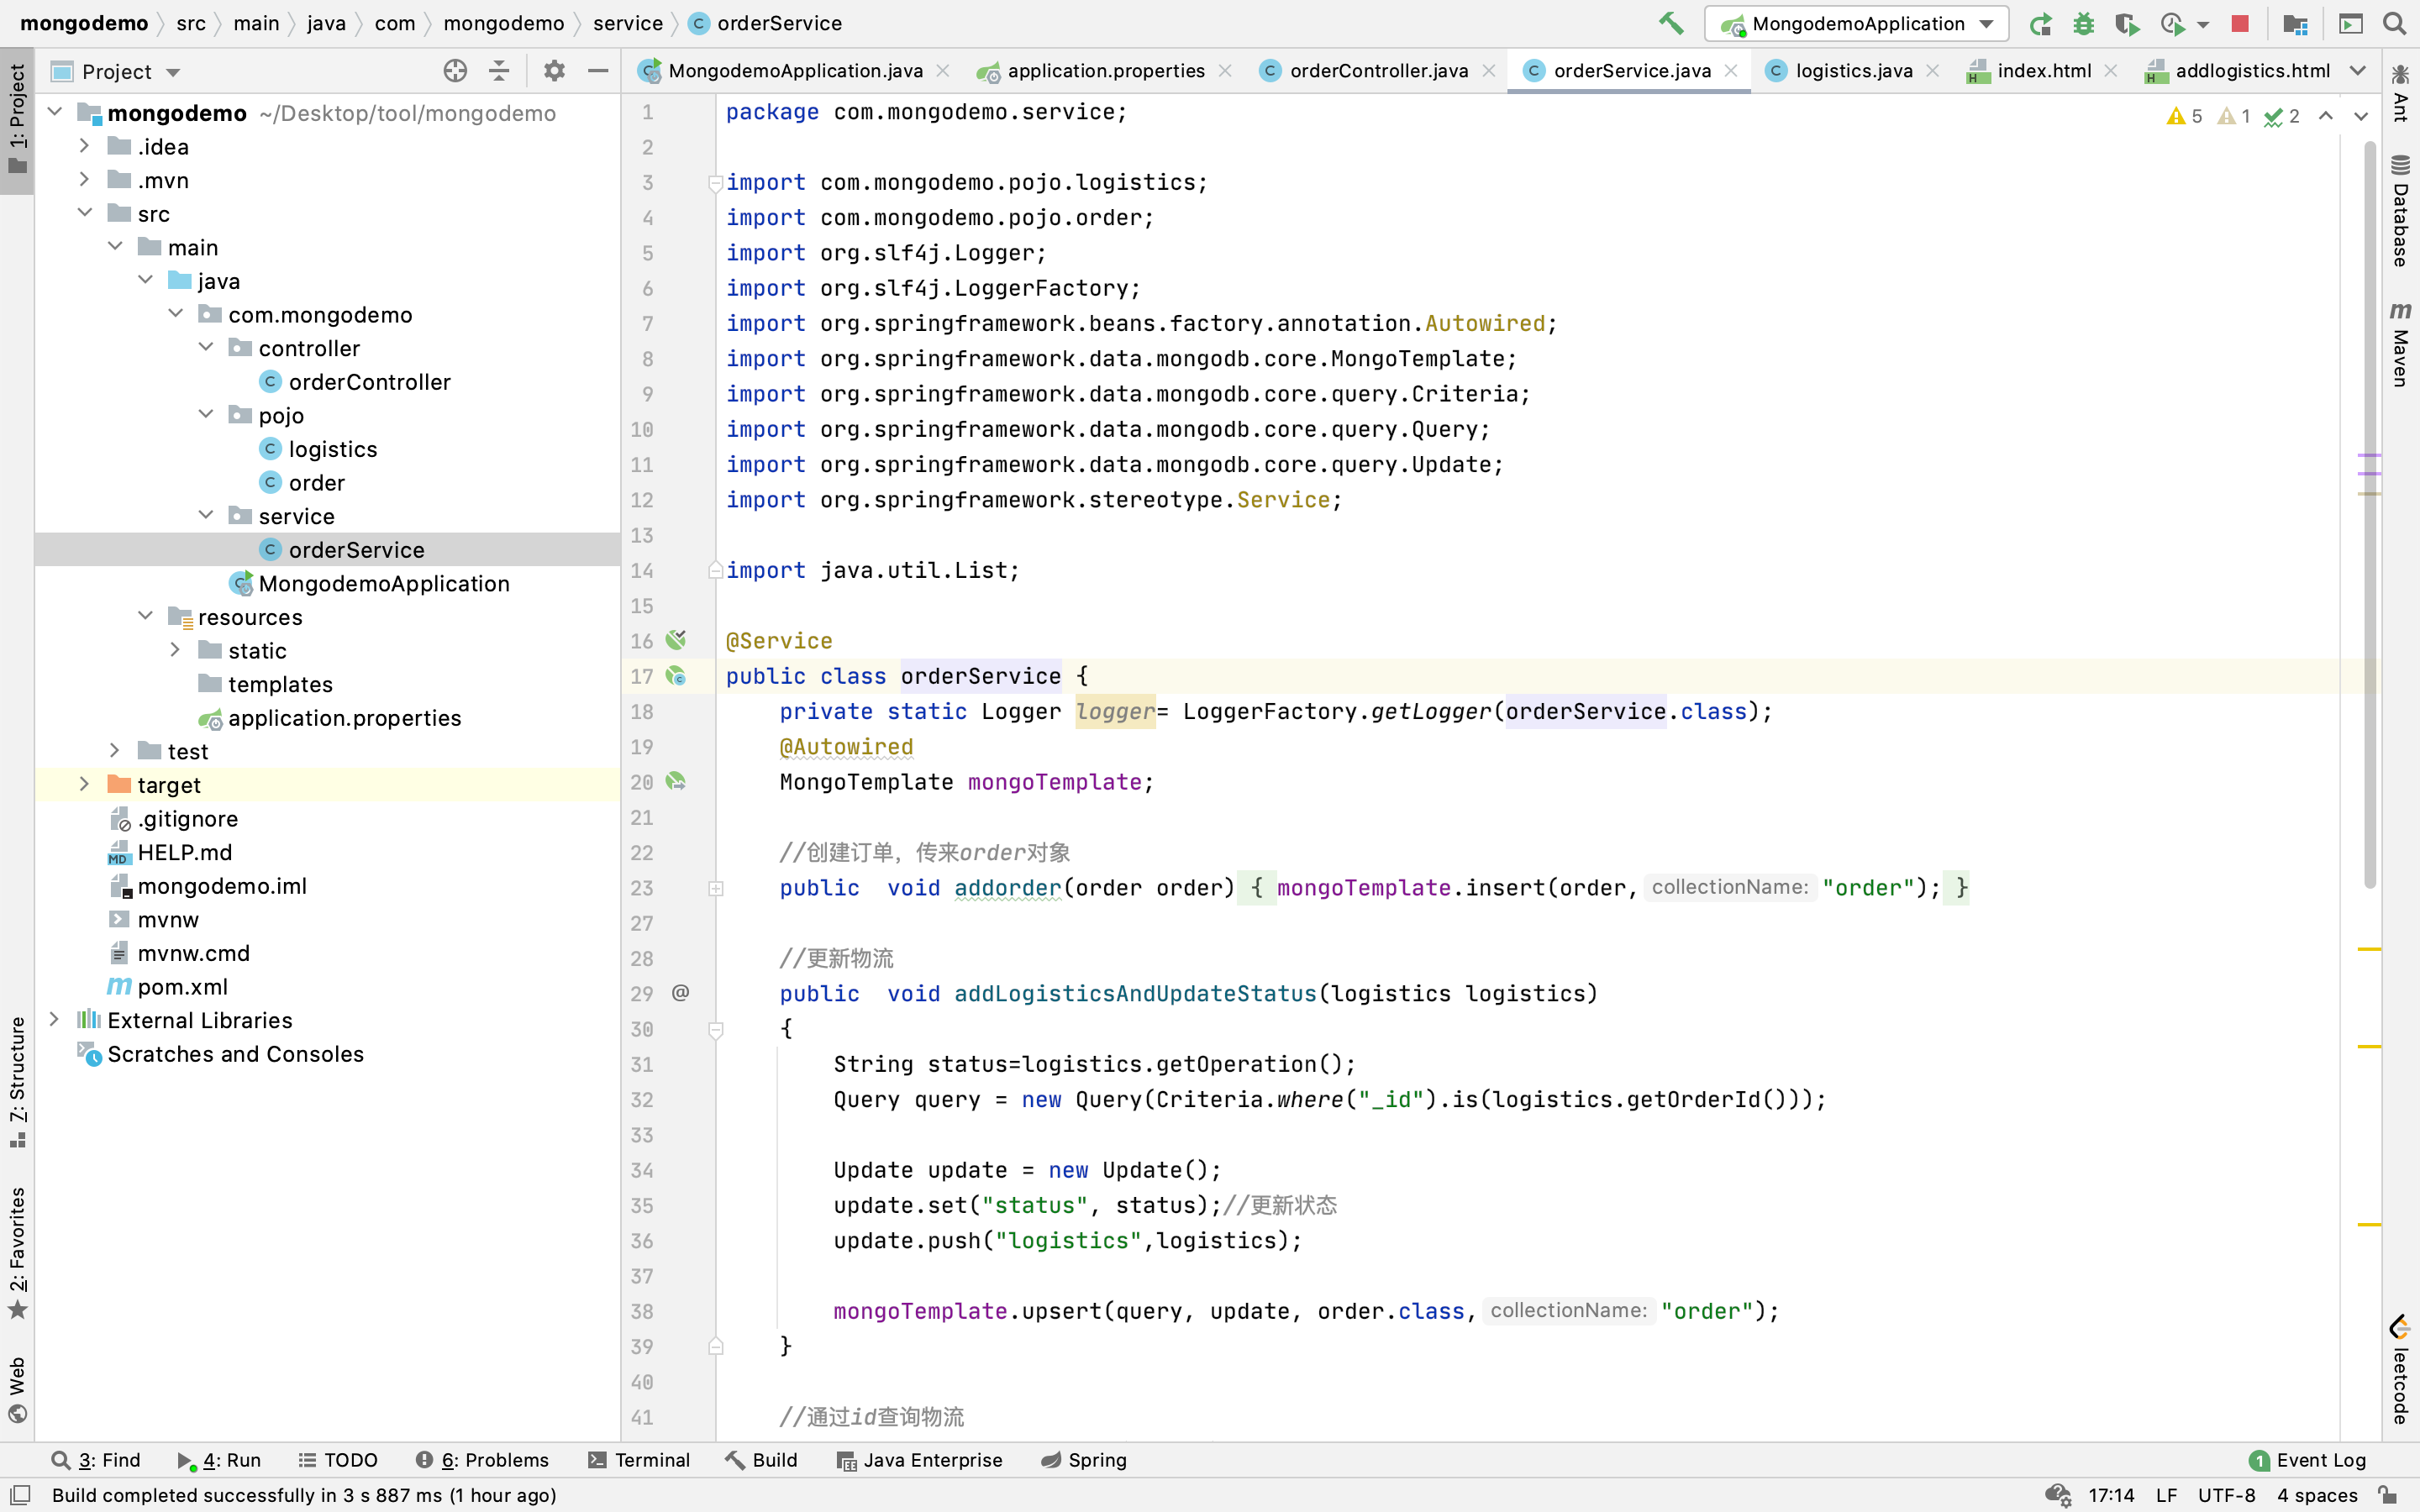 mongodemo src main java com mongodemo service orderService MongodemoApplication
1: Project
Project
MongodemoApplication.java application.properties orderController.java orderService.java logistics.java index.html addlogistics.html
mongodemo ~/Desktop/tool/mongodemo
.idea
.mvn
src
main
java
com.mongodemo
controller
orderController
pojo
logistics
order
service
orderService
MongodemoApplication
resources
static
templates
application.properties
test
target
.gitignore
HELP.md
mongodemo.iml
mvnw
mvnw.cmd
pom.xml
External Libraries
Scratches and Consoles
Z: Structure
2: Favorites
Web
5 1 2
1 package com.mongodemo.service;
2
3 import com.mongodemo.pojo.logistics;
4 import com.mongodemo.pojo.order;
5 import org.slf4j.Logger;
6 import org.slf4j.LoggerFactory;
7 import org.springframework.beans.factory.annotation.Autowired;
8 import org.springframework.data.mongodb.core.MongoTemplate;
9 import org.springframework.data.mongodb.core.query.Criteria;
10 import org.springframework.data.mongodb.core.query.Query;
11 import org.springframework.data.mongodb.core.query.Update;
12 import org.springframework.stereotype.Service;
13
14 import java.util.List;
15
16 @Service
17 public class orderService {
18 private static Logger logger= LoggerFactory.getLogger(orderService.class);
19 @Autowired
20 MongoTemplate mongoTemplate;
21
22 //创建订单，传来order对象
23 public void addorder(order order) { mongoTemplate.insert(order, collectionName: "order"); }
27
28 //更新物流
29 @ public void addLogisticsAndUpdateStatus(logistics logistics)
30 {
31 String status=logistics.getOperation();
32 Query query = new Query(Criteria.where("_id").is(logistics.getOrderId()));
33
34 Update update = new Update();
35 update.set("status", status);//更新状态
36 update.push("logistics",logistics);
37
38 mongoTemplate.upsert(query, update, order.class, collectionName: "order");
39 }
40
41 //通过id查询物流
Ant
Database
m Maven
leetcode
3: Find 4: Run TODO 6: Problems Terminal Build Java Enterprise Spring 1 Event Log
Build completed successfully in 3 s 887 ms (1 hour ago) 17:14 LF UTF-8 4 spaces